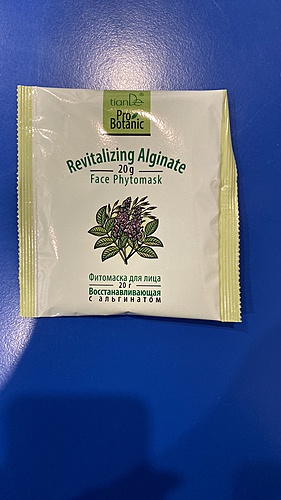 tianDe
Pro
Botanic
Revitalizing Alginate
20g
Face Phytomask
Фитомаска для лица
20 г
Восстанавливающая
с альгинатом